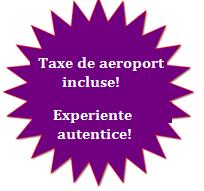 Taxe de aeroport
incluse!
Experiente
autentice!